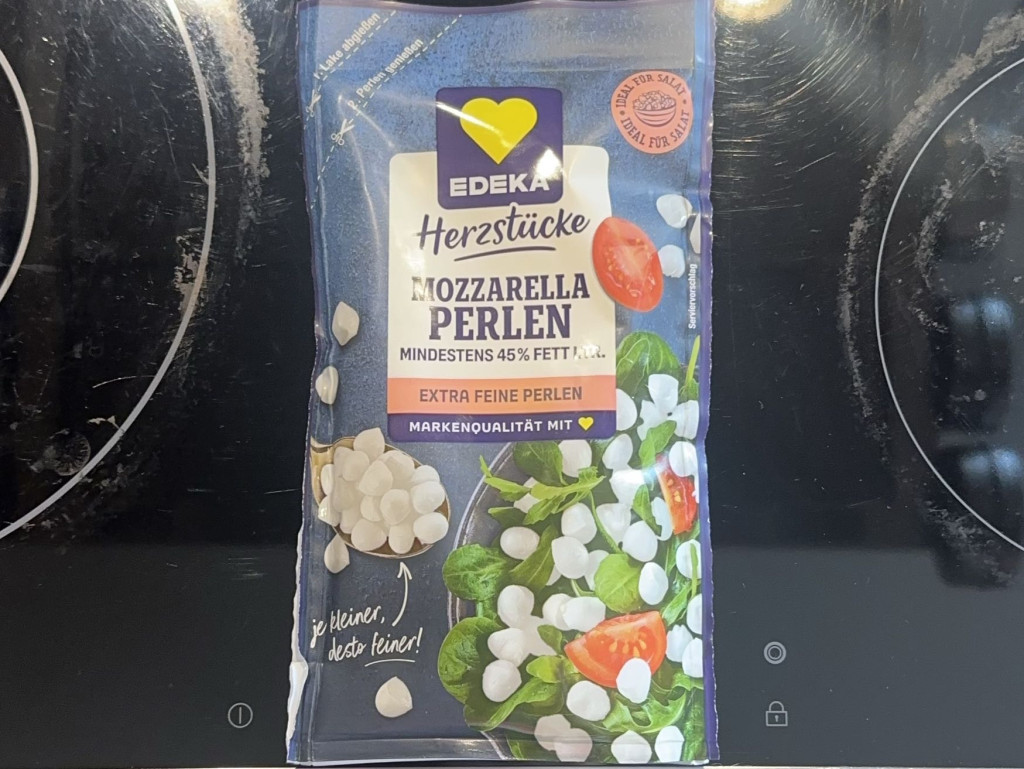 1. Lake abgießen
2. Perlen genießen
IDEAL FÜR SALAT
IDEAL FÜR SALAT
EDEKA
Herzstücke
MOZZARELLA
PERLEN
MINDESTENS 45% FETT
EXTRA FEINE PERLEN
MARKENQUALITÄT MIT
Serviervorschlag
je kleiner,
desto feiner!